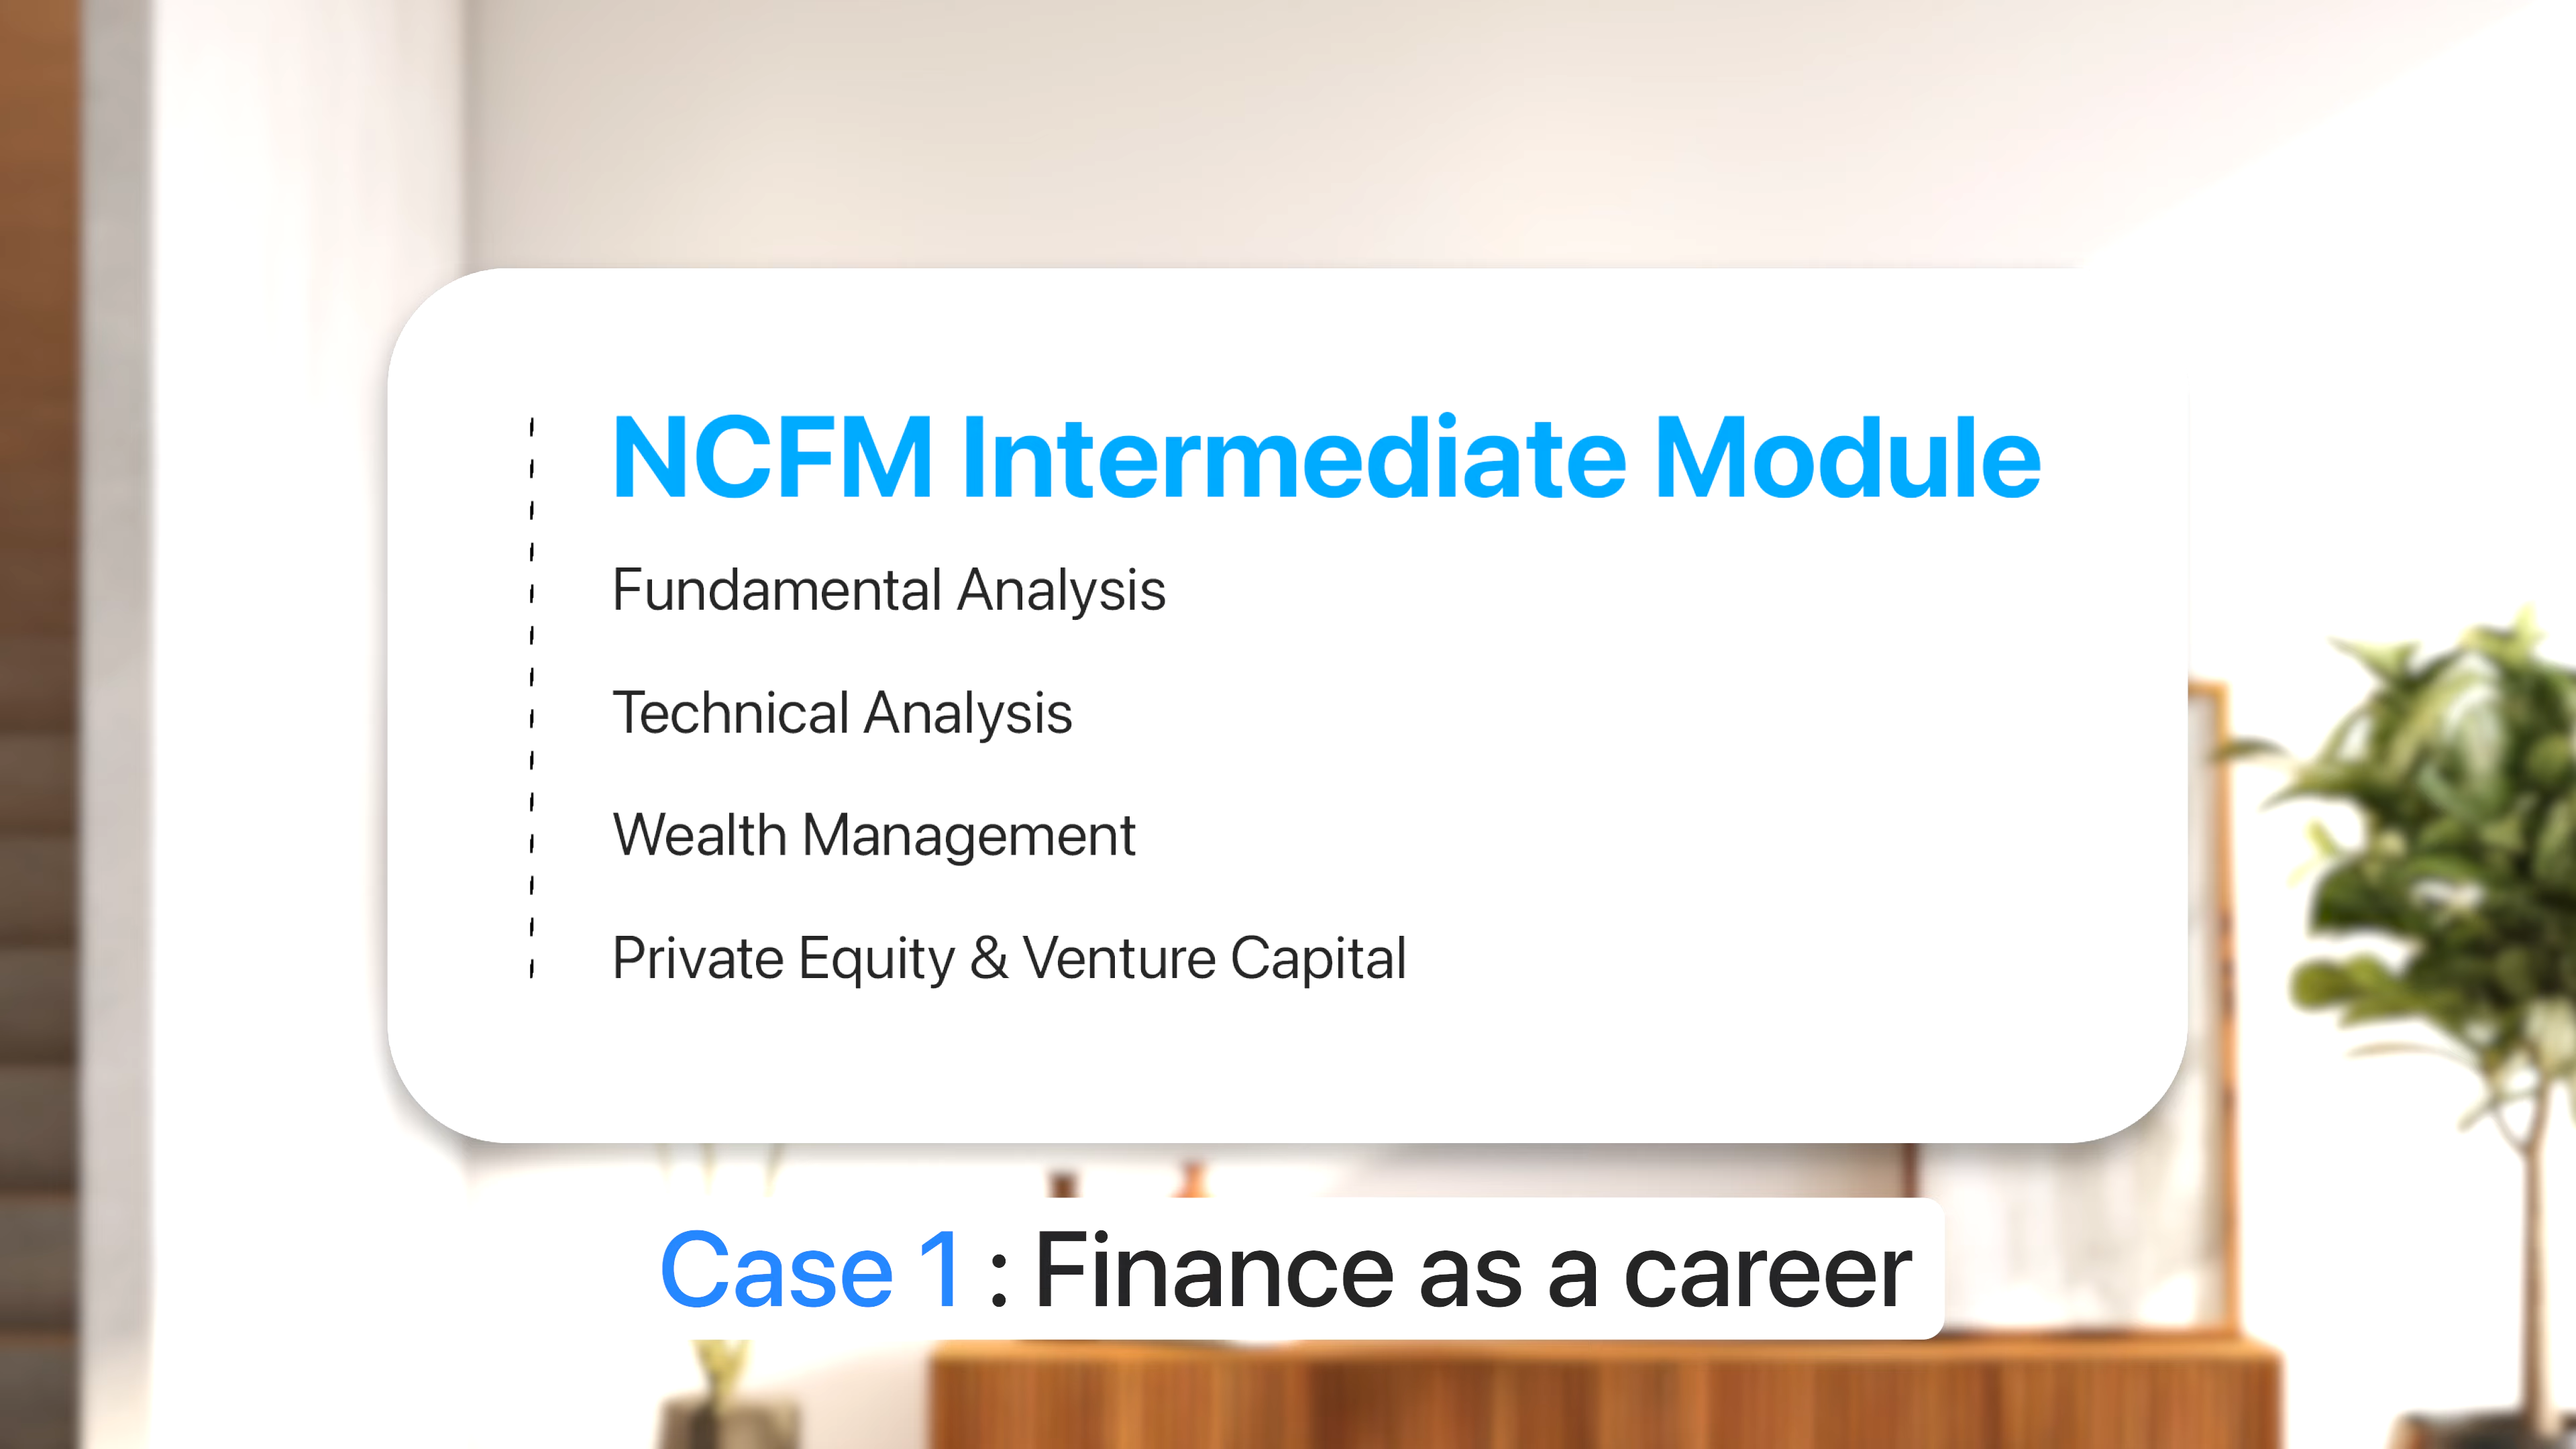 NCFM Intermediate Module
Fundamental Analysis
Technical Analysis
Wealth Management
Private Equity & Venture Capital
Case 1 : Finance as a career